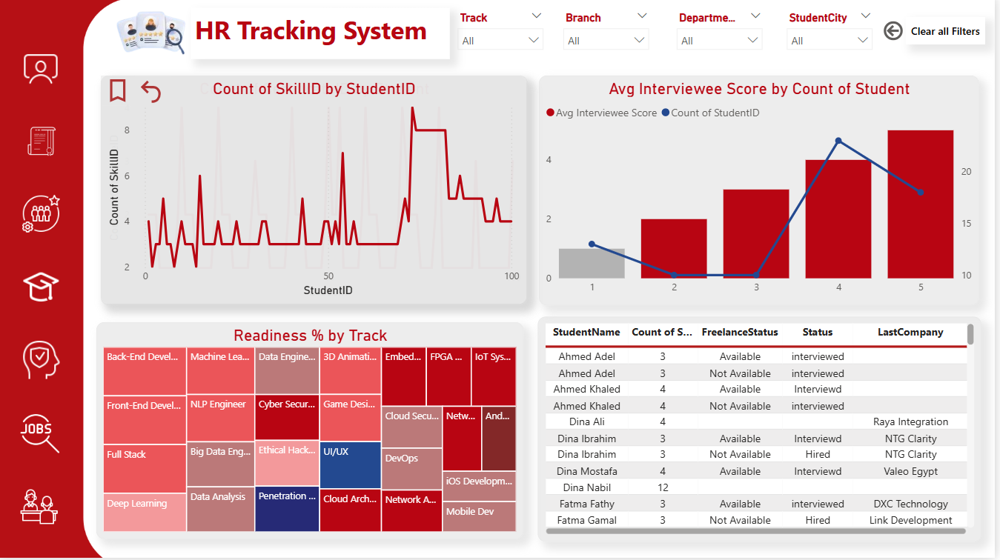 HR Tracking System
Track
Branch
Departme...
StudentCity
All
All
All
All
Clear all Filters
JOBS
Count of SkillID by StudentID
Count of SkillID
8
6
4
2
0
50
100
StudentID
Avg Interviewee Score by Count of Student
Avg Interviewee Score
Count of StudentID
4
2
0
20
15
10
1
2
3
4
5
Readiness % by Track
Back-End Devel...
Machine Lea...
Data Engine...
3D Animati...
Embed...
FPGA ...
IoT Sys...
Front-End Devel...
NLP Engineer
Cyber Secur...
Game Desi...
Cloud Secu...
Netw...
And...
Full Stack
Big Data Eng...
Ethical Hack...
UI/UX
DevOps
iOS Developm...
Deep Learning
Data Analysis
Penetration ...
Cloud Arch...
Network A...
Mobile Dev
StudentName Count of S... FreelanceStatus Status LastCompany
Ahmed Adel 3 Available interviewed
Ahmed Adel 3 Not Available interviewed
Ahmed Khaled 4 Available Interviewd
Ahmed Khaled 4 Not Available interviewed
Dina Ali 4 Raya Integration
Dina Ibrahim 3 Available Interviewd NTG Clarity
Dina Ibrahim 3 Not Available Hired NTG Clarity
Dina Mostafa 4 Available Interviewd Valeo Egypt
Dina Nabil 12
Fatma Fathy 3 Available interviewed DXC Technology
Fatma Gamal 3 Not Available Hired Link Development